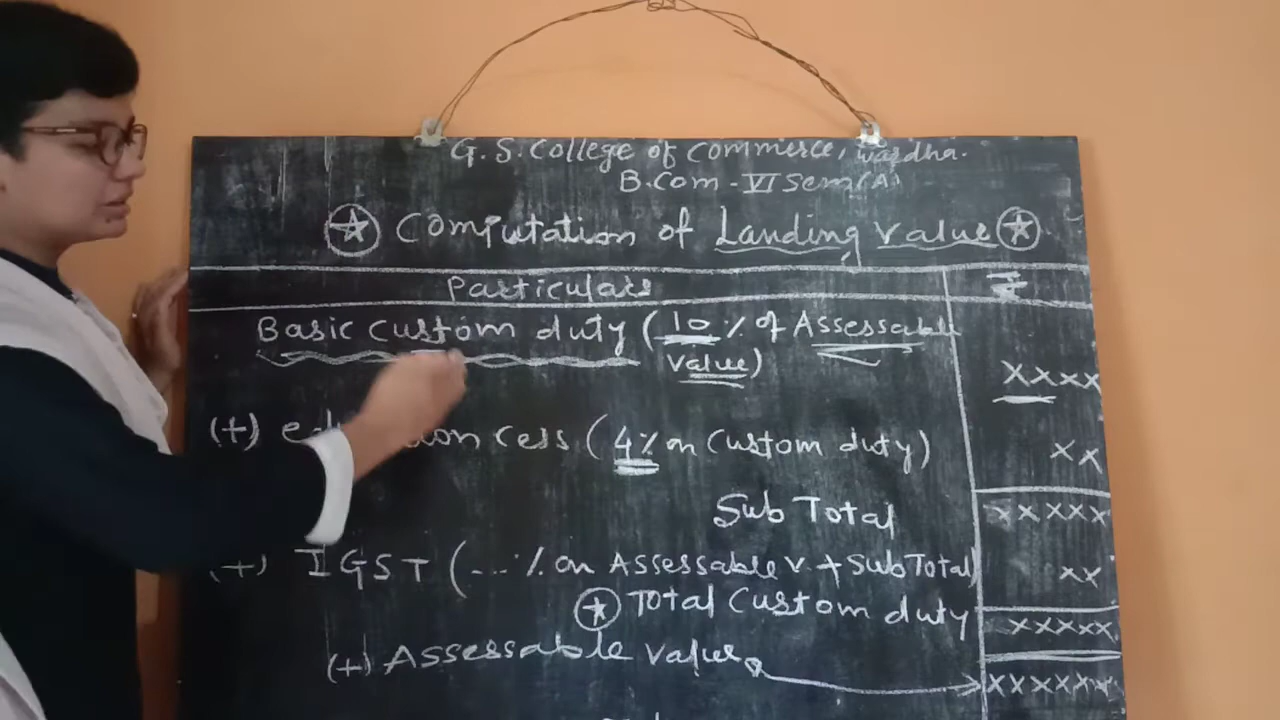 G.S. College of Commerce, Wardha.
B.Com - VI Sem (A)
Computation of Landing Value
Particulars ₹
Basic Custom duty (10 % of Assessable
value) XXXX
(+) education Cess (4% on Custom duty) XX
Sub Total XXXXX
(+) IGST (... % on Assessable V. + Sub Total) XX
Total Custom duty XXXXX
(+) Assessable value XXXXXX